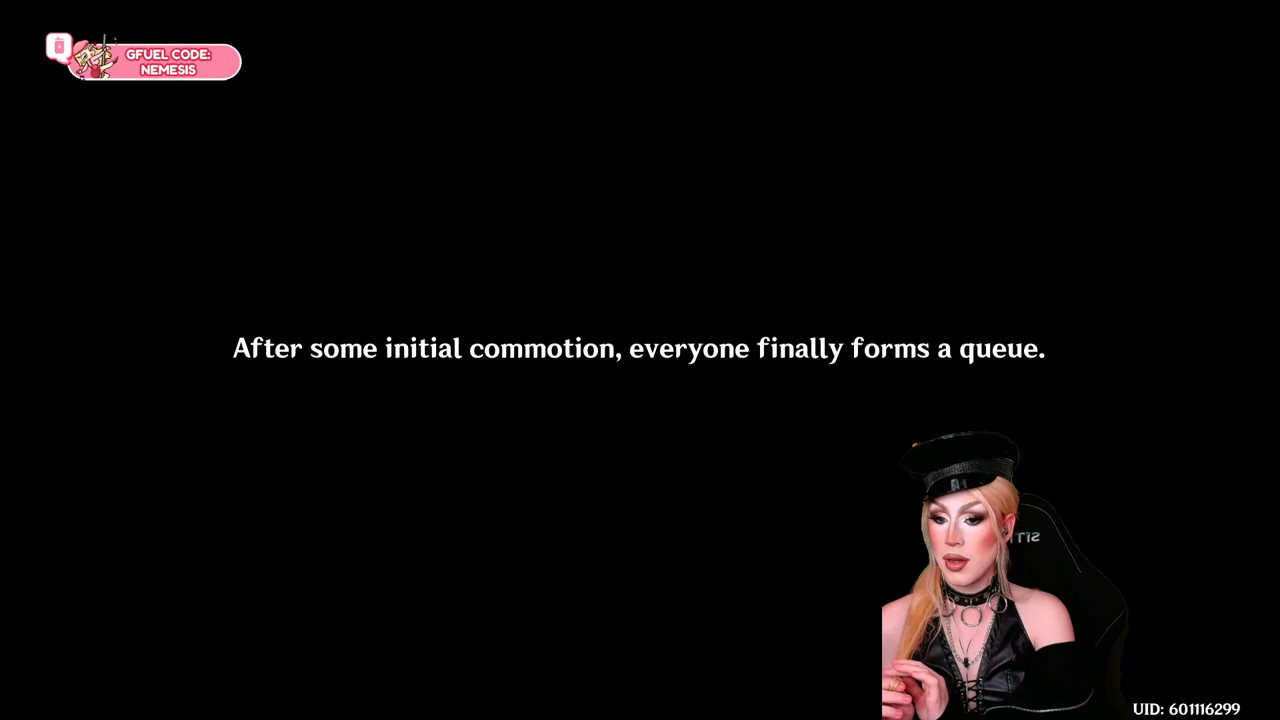 GFUEL CODE:
NEMESIS
After some initial commotion, everyone finally forms a queue.
UID: 601116299